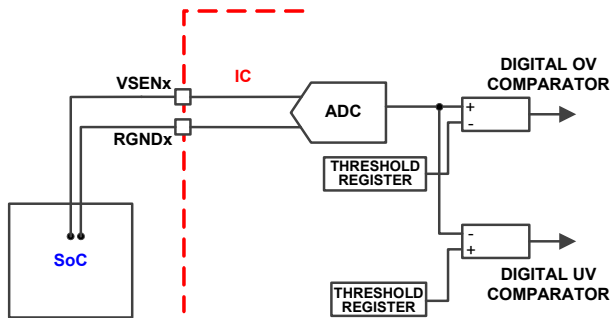 DIGITAL OV
COMPARATOR
VSENx
IC
ADC
+
-
RGNDx
THRESHOLD
REGISTER
SoC
-
+
DIGITAL UV
COMPARATOR
THRESHOLD
REGISTER